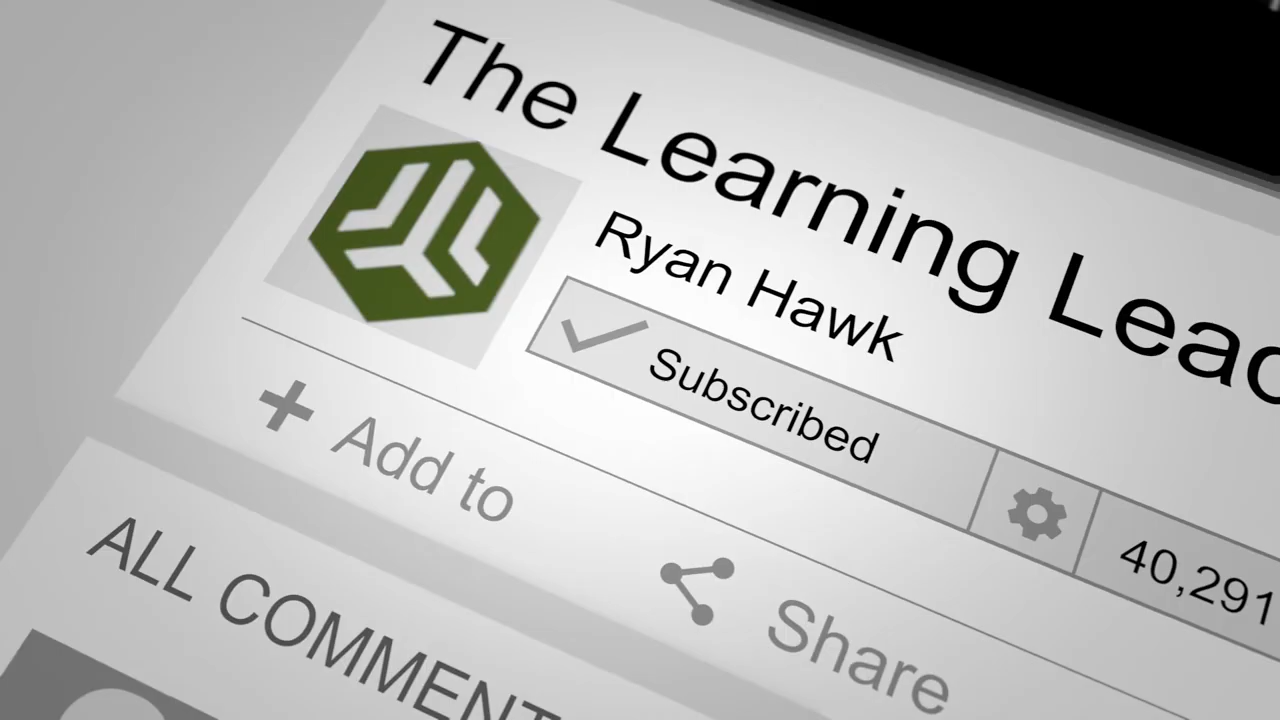 The Learning Lead
Ryan Hawk
Subscribed
40,291
Add to
Share
ALL COMMENT